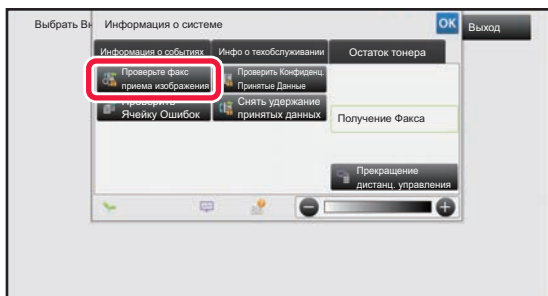 Выбрать Вн
Информация о системе
OK
Выход
Информация о событиях
Инфо о техобслуживании
Остаток тонера
Проверьте факс
приема изображения
Проверить Конфиденц.
Принятые Данные
Проверить
Ячейку Ошибок
Снять удержание
принятых данных
Получение Факса
Прекращение
дистанц. управления